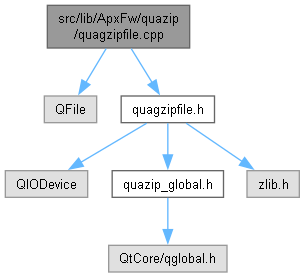 src/lib/ApxFw/quazip
/quagzipfile.cpp
QFile
quagzipfile.h
QIODevice
quazip_global.h
zlib.h
QtCore/qglobal.h